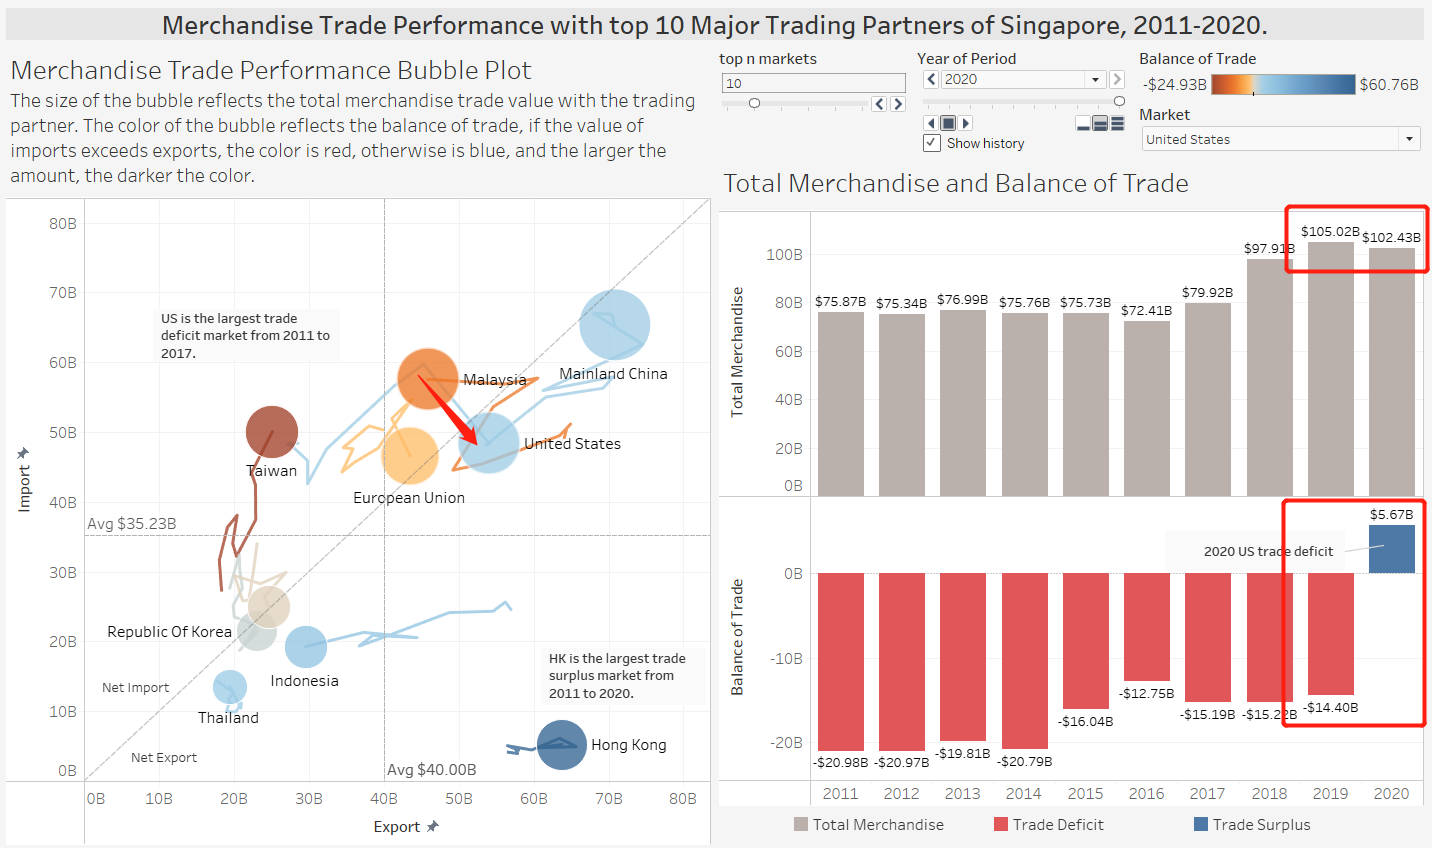 Merchandise Trade Performance with top 10 Major Trading Partners of Singapore, 2011-2020.
Merchandise Trade Performance Bubble Plot
The size of the bubble reflects the total merchandise trade value with the trading
partner. The color of the bubble reflects the balance of trade, if the value of
imports exceeds exports, the color is red, otherwise is blue, and the larger the
amount, the darker the color.
top n markets
10
Year of Period
2020
Show history
Balance of Trade
-$24.93B
$60.76B
Market
United States
80B
70B
60B
50B
40B
30B
20B
10B
0B
Import
US is the largest trade
deficit market from 2011 to
2017.
Malaysia
Mainland China
United States
Taiwan
European Union
Avg $35.23B
Republic Of Korea
Indonesia
Thailand
HK is the largest trade
surplus market from
2011 to 2020.
Hong Kong
Net Import
Net Export
Avg $40.00B
0B
10B
20B
30B
40B
50B
60B
70B
80B
Export
Total Merchandise and Balance of Trade
Total Merchandise
100B
80B
60B
40B
20B
0B
$75.87B
$75.34B
$76.99B
$75.76B
$75.73B
$72.41B
$79.92B
$97.91B
$105.02B
$102.43B
Balance of Trade
0B
-10B
-20B
-$20.98B
-$20.97B
-$19.81B
-$20.79B
-$16.04B
-$12.75B
-$15.19B
-$15.22B
-$14.40B
$5.67B
2020 US trade deficit
2011
2012
2013
2014
2015
2016
2017
2018
2019
2020
Total Merchandise
Trade Deficit
Trade Surplus